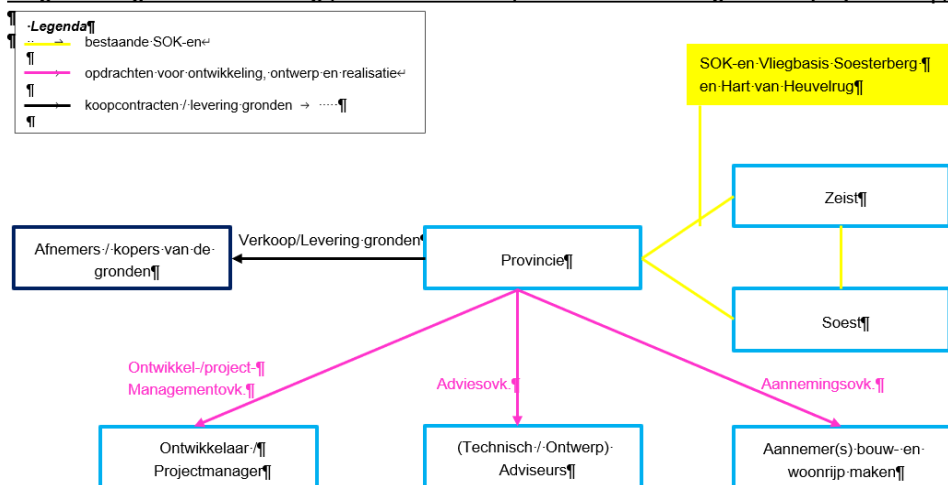 Legenda
bestaande SOK-en
opdrachten voor ontwikkeling, ontwerp en realisatie
koopcontracten / levering gronden
SOK-en Vliegbasis Soesterberg
en Hart van Heuvelrug
Zeist
Afnemers / kopers van de
gronden
Verkoop/Levering gronden
Provincie
Soest
Ontwikkel-/project-
Managementovk.
Adviesovk.
Aannemingsovk.
Ontwikkelaar /
Projectmanager
(Technisch / Ontwerp)
Adviseurs
Aannemer(s) bouw- en
woonrijp maken